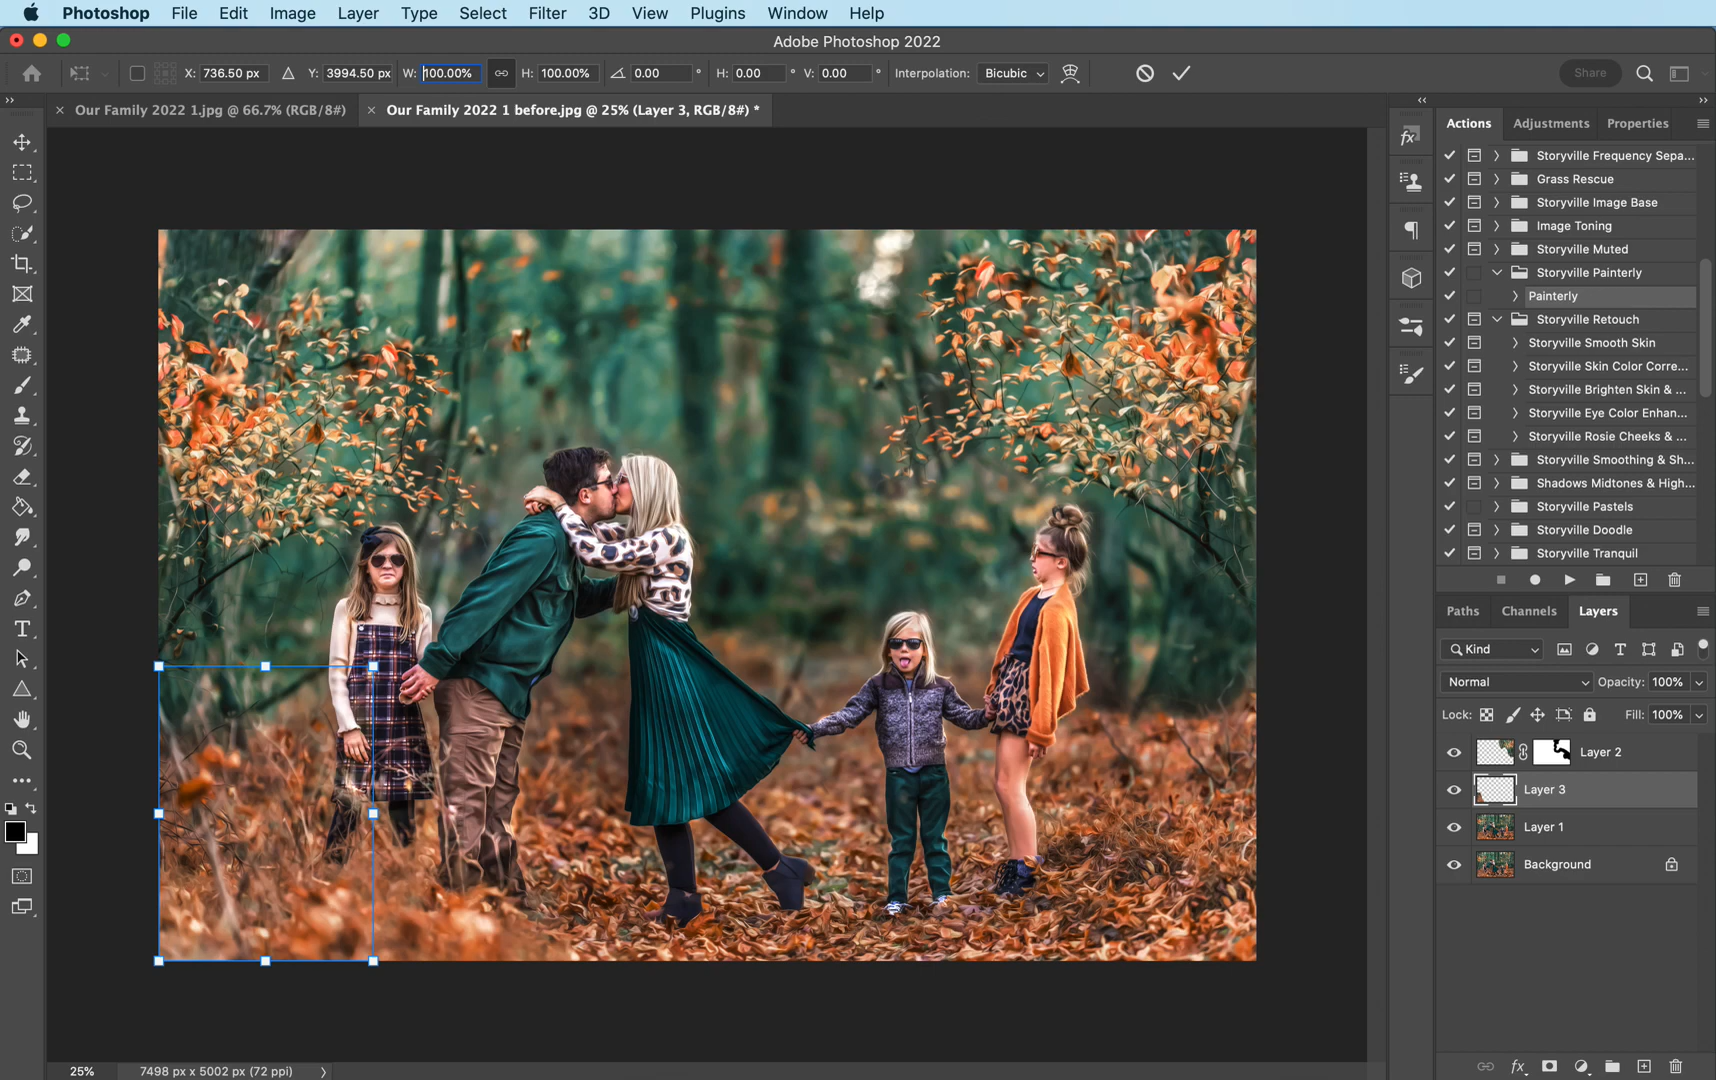 Photoshop File Edit Image Layer Type Select Filter 3D View Plugins Window Help
Adobe Photoshop 2022
X: 736.50 px Y: 3994.50 px W: 100.00% H: 100.00% 0.00 ° H: 0.00 ° V: 0.00 ° Interpolation: Bicubic Share
Our Family 2022 1.jpg @ 66.7% (RGB/8#) Our Family 2022 1 before.jpg @ 25% (Layer 3, RGB/8#) *
Actions Adjustments Properties
Storyville Frequency Sepa...
Grass Rescue
Storyville Image Base
Image Toning
Storyville Muted
Storyville Painterly
Painterly
Storyville Retouch
Storyville Smooth Skin
Storyville Skin Color Corre...
Storyville Brighten Skin & ...
Storyville Eye Color Enhan...
Storyville Rosie Cheeks & ...
Storyville Smoothing & Sh...
Shadows Midtones & High...
Storyville Pastels
Storyville Doodle
Storyville Tranquil
Paths Channels Layers
Kind
Normal Opacity: 100%
Lock: Fill: 100%
Layer 2
Layer 3
Layer 1
Background
fx
25% 7498 px x 5002 px (72 ppi)